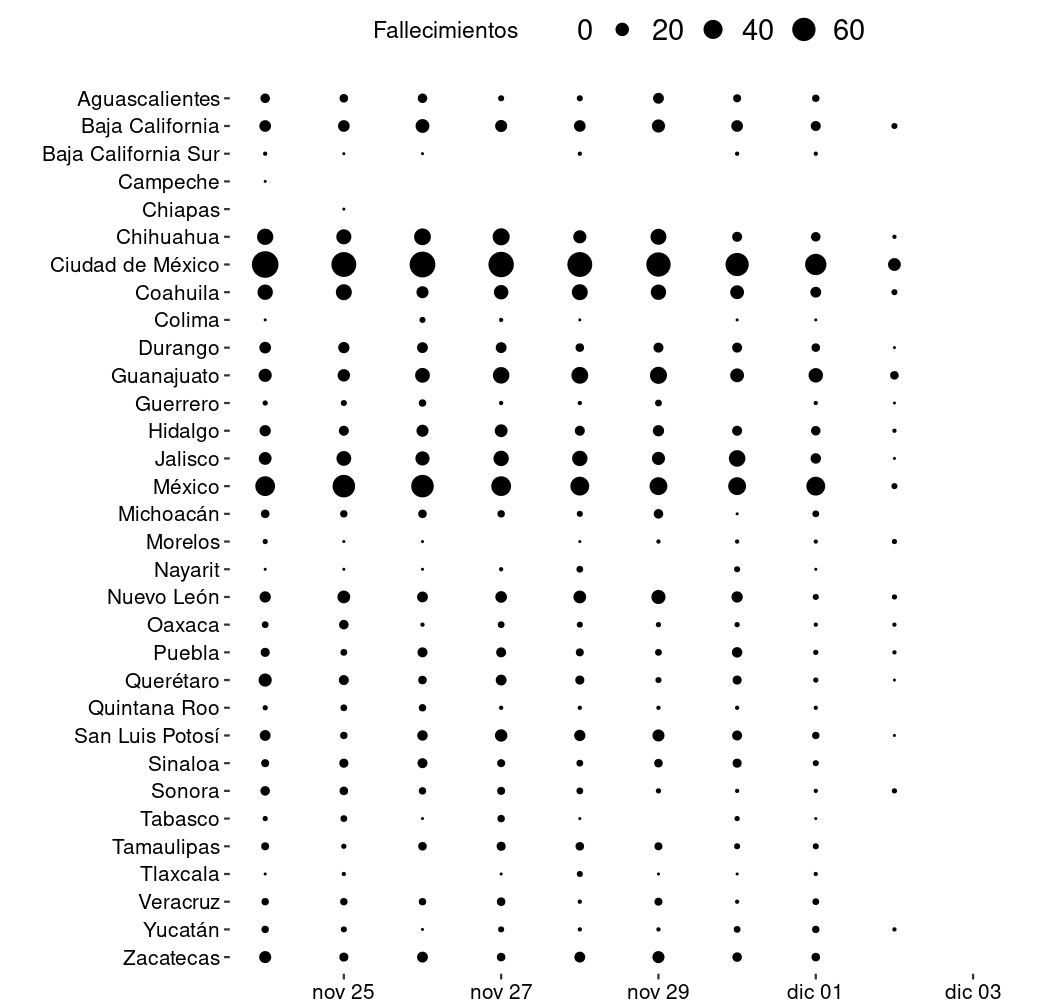 Fallecimientos 0 20 40 60
Aguascalientes
Baja California
Baja California Sur
Campeche
Chiapas
Chihuahua
Ciudad de México
Coahuila
Colima
Durango
Guanajuato
Guerrero
Hidalgo
Jalisco
México
Michoacán
Morelos
Nayarit
Nuevo León
Oaxaca
Puebla
Querétaro
Quintana Roo
San Luis Potosí
Sinaloa
Sonora
Tabasco
Tamaulipas
Tlaxcala
Veracruz
Yucatán
Zacatecas
nov 25 nov 27 nov 29 dic 01 dic 03